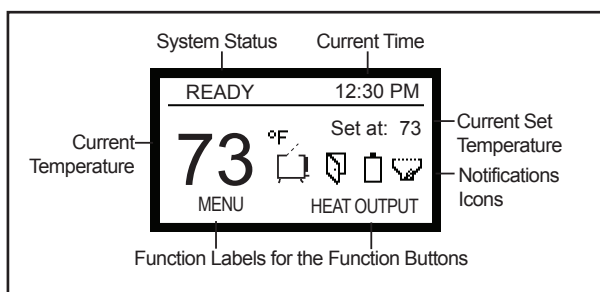 System Status
Current Time
READY
12:30 PM
Current
Temperature
73
°F
Set at: 73
Current Set
Temperature
Notifications
Icons
MENU
HEAT OUTPUT
Function Labels for the Function Buttons